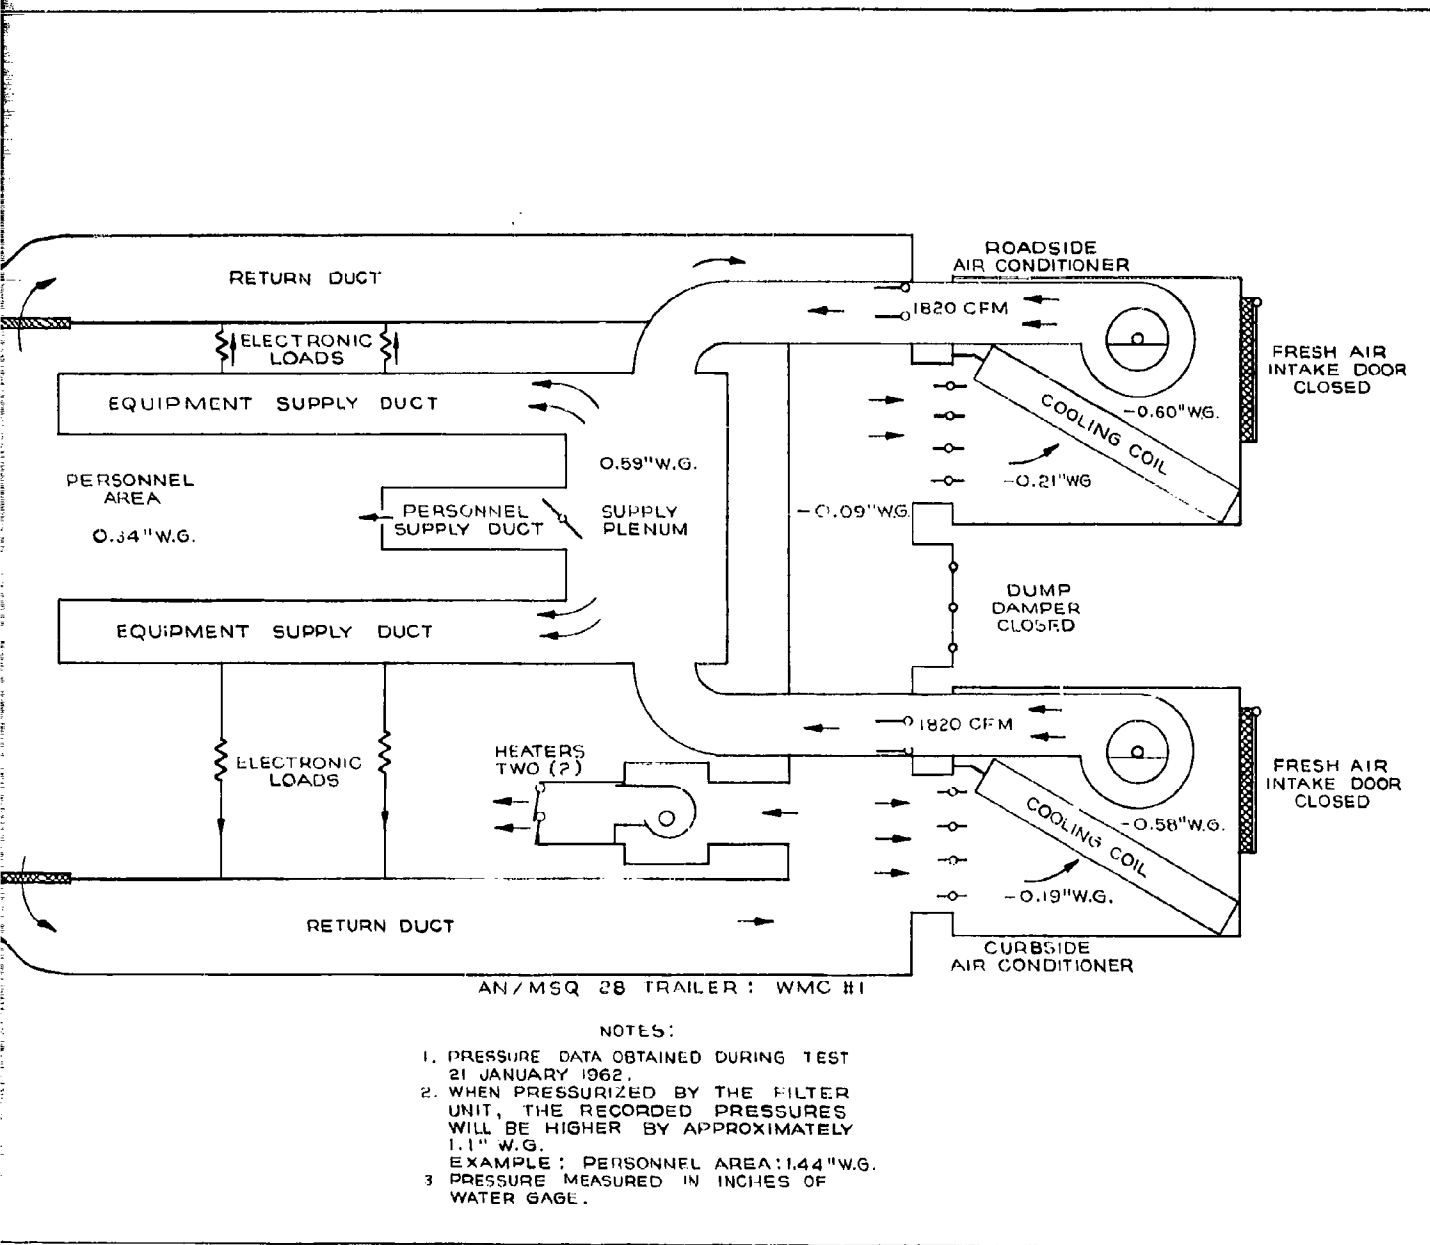 ROADSIDE
AIR CONDITIONER
RETURN DUCT
1820 CFM
ELECTRONIC
LOADS
FRESH AIR
INTAKE DOOR
CLOSED
EQUIPMENT SUPPLY DUCT
COOLING COIL
-0.60"W.G.
0.59"W.G.
-0.21"WG
PERSONNEL
AREA
0.34"W.G.
PERSONNEL
SUPPLY DUCT
SUPPLY
PLENUM
-0.09"W.G.
DUMP
DAMPER
CLOSED
EQUIPMENT SUPPLY DUCT
1820 CFM
HEATERS
TWO (2)
ELECTRONIC
LOADS
FRESH AIR
INTAKE DOOR
CLOSED
COOLING COIL
-0.58"W.G.
-0.19"W.G.
RETURN DUCT
CURBSIDE
AIR CONDITIONER
AN/MSQ 28 TRAILER: WMC #1
NOTES:
1. PRESSURE DATA OBTAINED DURING TEST
21 JANUARY 1962.
2. WHEN PRESSURIZED BY THE FILTER
UNIT, THE RECORDED PRESSURES
WILL BE HIGHER BY APPROXIMATELY
1.1" W.G.
EXAMPLE: PERSONNEL AREA:1.44"W.G.
3 PRESSURE MEASURED IN INCHES OF
WATER GAGE.